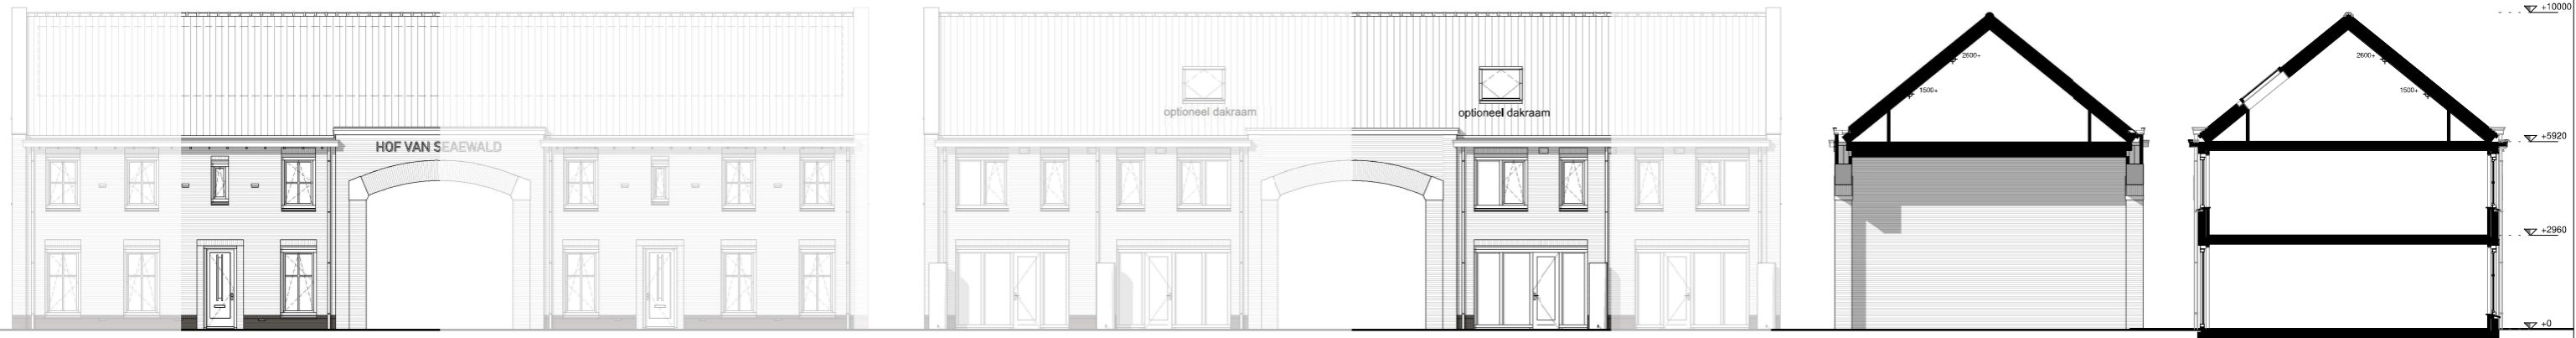 HOF VAN SEAEWALD
optioneel dakraam
optioneel dakraam
2600+
1500+
2600+
1500+
+10000
+5920
+2960
+0